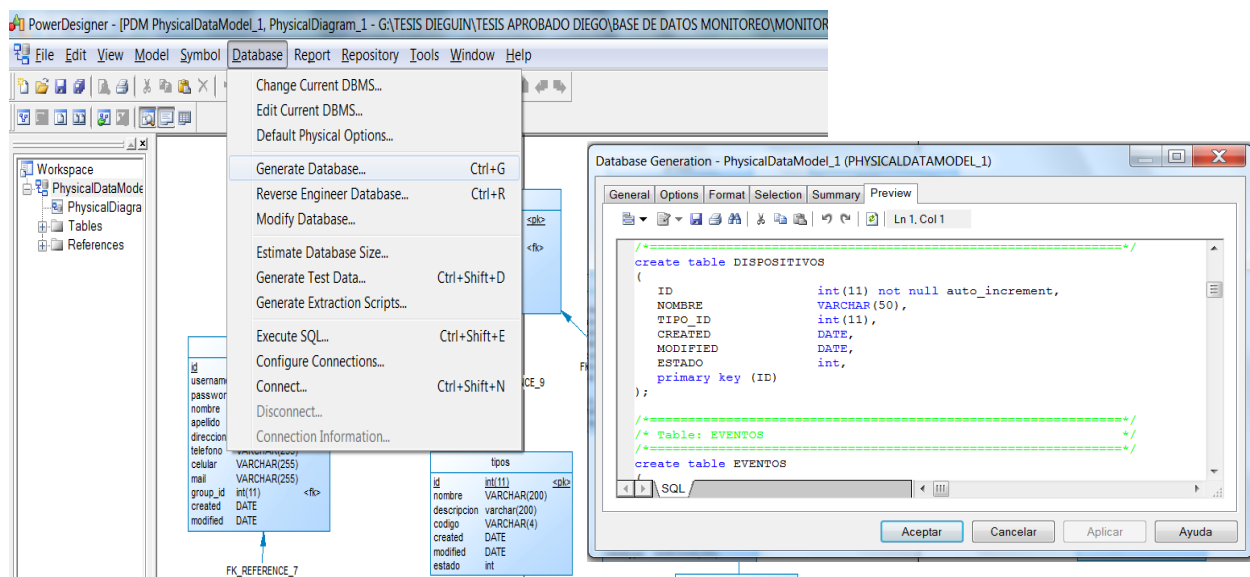 PowerDesigner - [PDM PhysicalDataModel_1, PhysicalDiagram_1 - G:\TESIS DIEGUIN\TESIS APROBADO DIEGO\BASE DE DATOS MONITOREO\MONITOR
File Edit View Model Symbol Database Report Repository Tools Window Help
Change Current DBMS...
Edit Current DBMS...
Default Physical Options...
Generate Database... Ctrl+G
Reverse Engineer Database... Ctrl+R
Modify Database...
Estimate Database Size...
Generate Test Data... Ctrl+Shift+D
Generate Extraction Scripts...
Execute SQL... Ctrl+Shift+E
Configure Connections...
Connect... Ctrl+Shift+N
Disconnect...
Connection Information...
Workspace
PhysicalDataMode
PhysicalDiagra
Tables
References
<pk>
<fk>
id
username
passwor
nombre
apellido
direccion
telefono VARCHAR(255)
celular VARCHAR(255)
mail VARCHAR(255)
group_id int(11) <fk>
created DATE
modified DATE
FK_REFERENCE_7
CE_9
tipos
id int(11) <pk>
nombre VARCHAR(200)
descripcion varchar(200)
codigo VARCHAR(4)
created DATE
modified DATE
estado int
Database Generation - PhysicalDataModel_1 (PHYSICALDATAMODEL_1)
General Options Format Selection Summary Preview
Ln 1, Col 1
/*==============================================================*/
create table DISPOSITIVOS
(
ID int(11) not null auto_increment,
NOMBRE VARCHAR(50),
TIPO_ID int(11),
CREATED DATE,
MODIFIED DATE,
ESTADO int,
primary key (ID)
);
/*==============================================================*/
/* Table: EVENTOS */
/*==============================================================*/
create table EVENTOS
(
SQL
Aceptar Cancelar Aplicar Ayuda